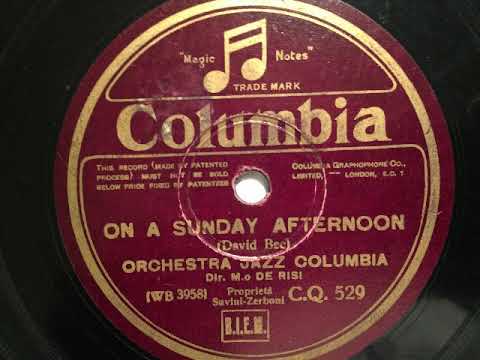 "Magic Notes"
TRADE MARK
Columbia
THIS RECORD (MADE BY PATENTED
PROCESS) MUST NOT BE SOLD
BELOW PRICE FIXED BY PATENTEES
COLUMBIA GRAPHOPHONE CO.,
LIMITED, — LONDON, E.C. 1
ON A SUNDAY AFTERNOON
(David Bee)
ORCHESTRA JAZZ COLUMBIA
Dir. M.o DE RISI
(WB 3958)
Proprietà
Savini-Zerboni
C.Q. 529
B.I.E.M.